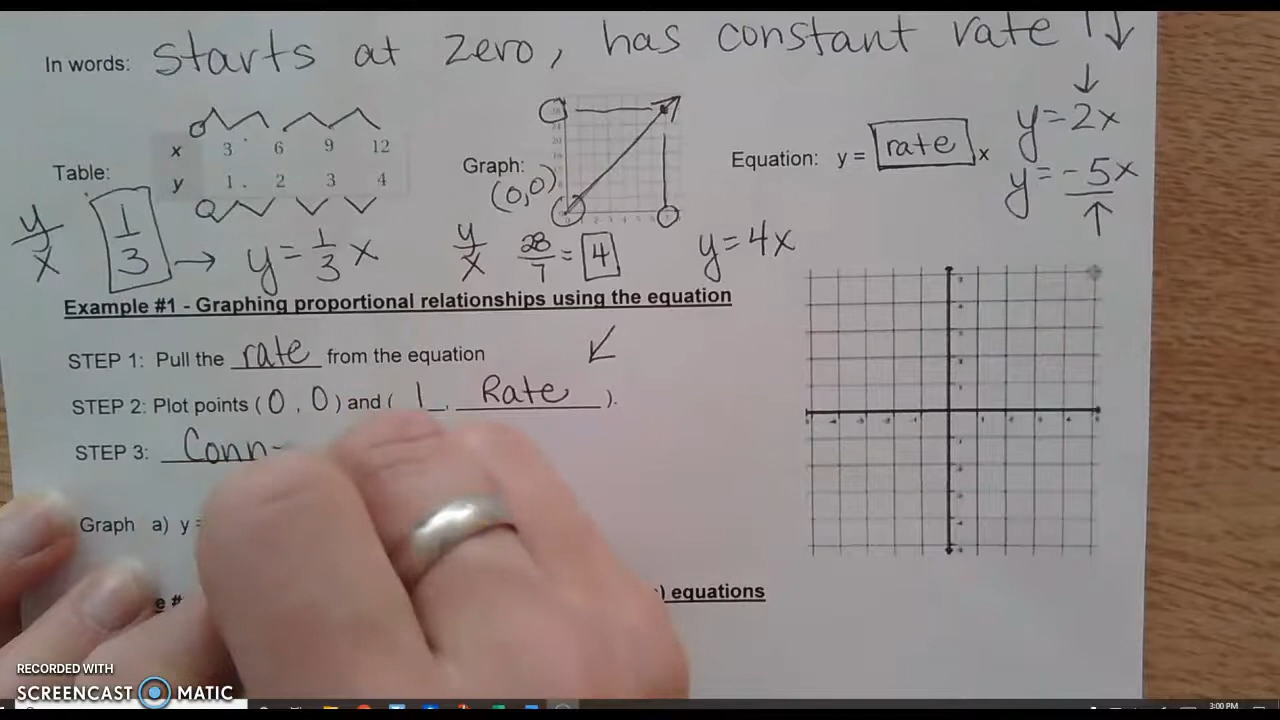 In words: starts at zero, has constant rate ↑↓
Table:
x 3 6 9 12
y 1 2 3 4
y/x 1/3 → y = 1/3 x
Graph:
(0,0)
y/x 28/7 = 4
y = 4x
Equation: y = rate x
y = 2x
y = -5x
Example #1 - Graphing proportional relationships using the equation
STEP 1: Pull the rate from the equation
STEP 2: Plot points ( 0 , 0 ) and ( 1 , Rate ).
STEP 3: Conn
Graph a) y =
e #
) equations
RECORDED WITH
SCREENCAST MATIC
3:00 PM